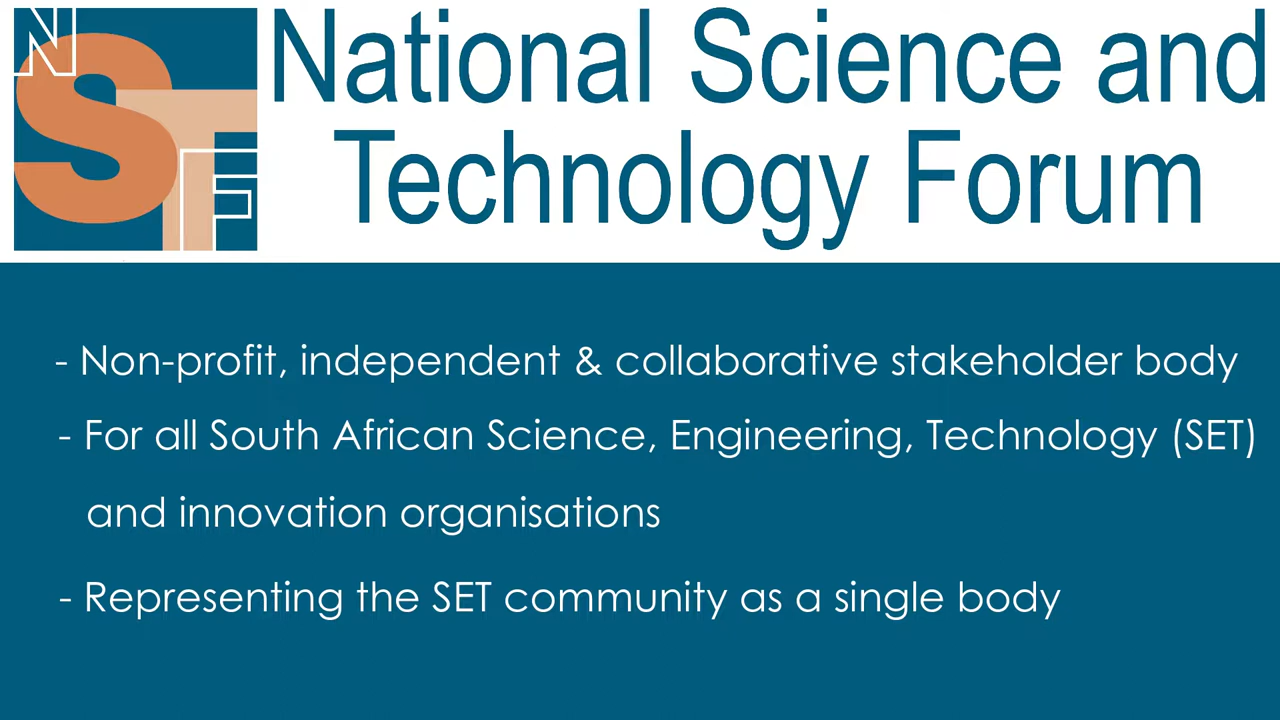 NSTF
National Science and
Technology Forum
- Non-profit, independent & collaborative stakeholder body
- For all South African Science, Engineering, Technology (SET)
and innovation organisations
- Representing the SET community as a single body